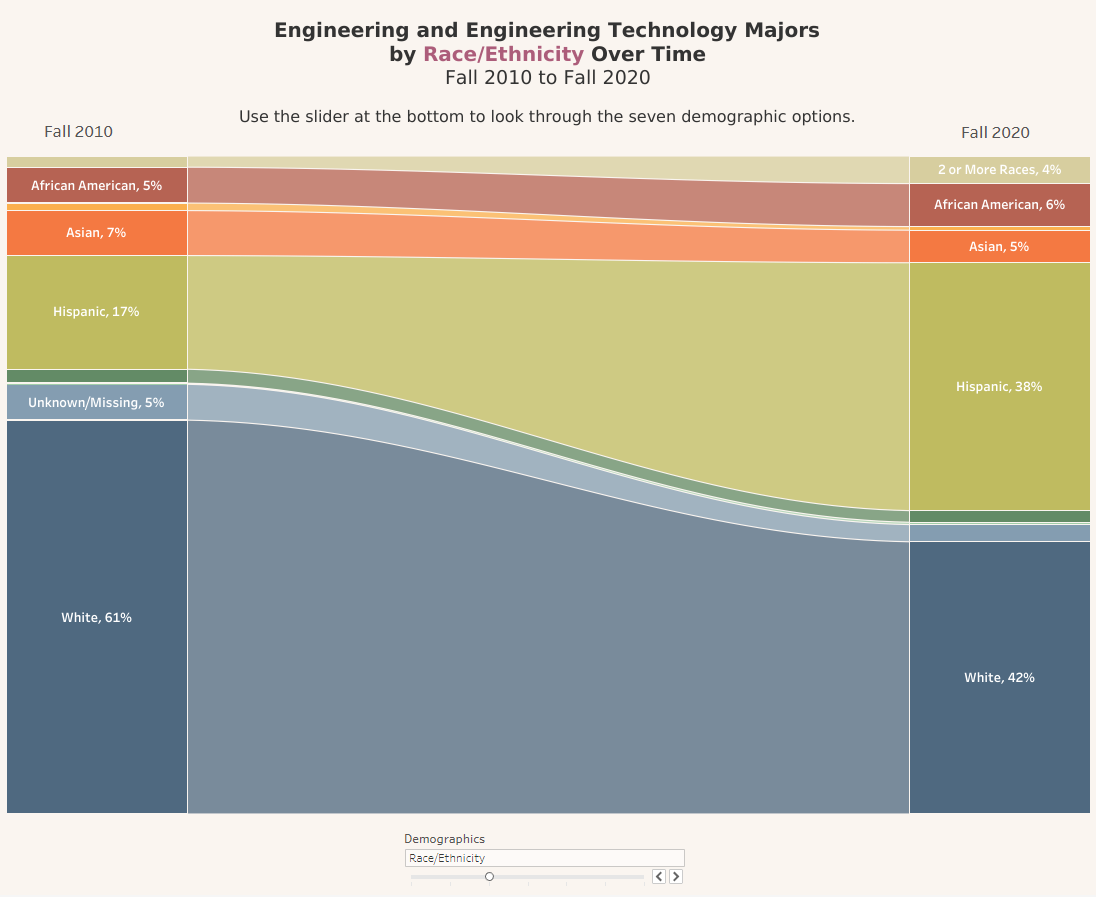 Engineering and Engineering Technology Majors
by Race/Ethnicity Over Time
Fall 2010 to Fall 2020
Use the slider at the bottom to look through the seven demographic options.
Fall 2010
Fall 2020
2 or More Races, 4%
African American, 5%
African American, 6%
Asian, 7%
Asian, 5%
Hispanic, 17%
Hispanic, 38%
Unknown/Missing, 5%
White, 61%
White, 42%
Demographics
Race/Ethnicity